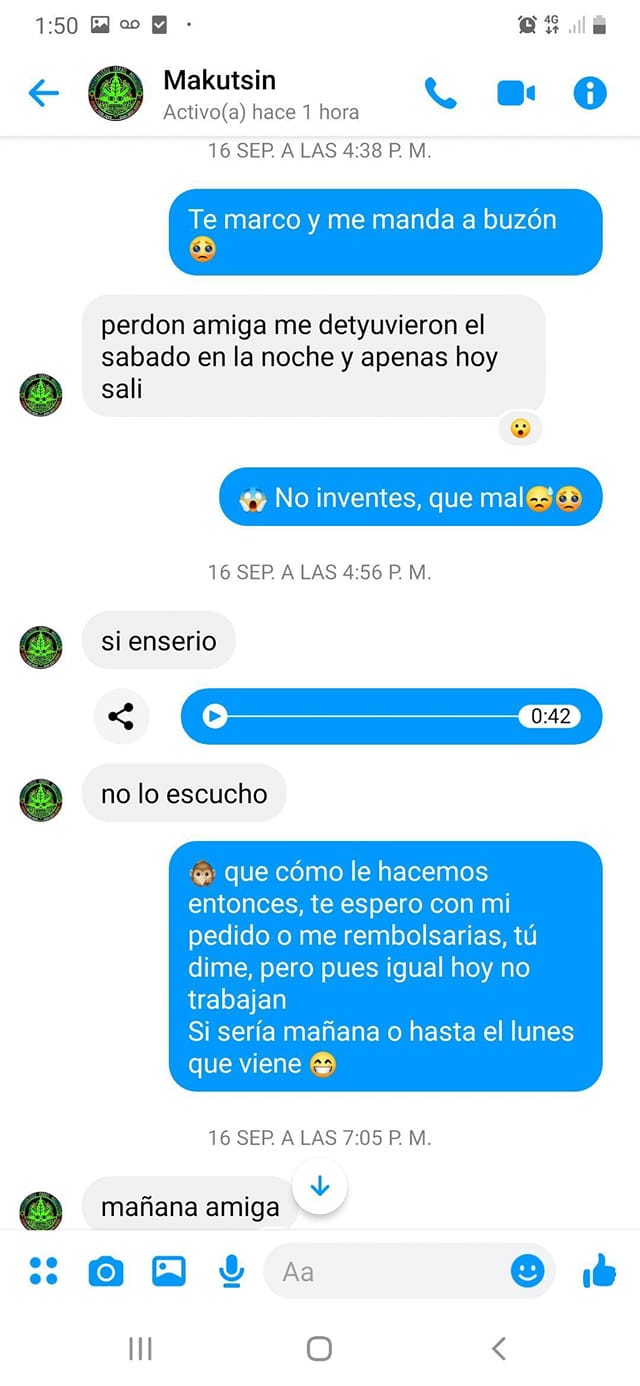 1:50
4G
Makutsin
Activo(a) hace 1 hora
16 SEP. A LAS 4:38 P. M.
Te marco y me manda a buzón
🥺
perdon amiga me detyuvieron el
sabado en la noche y apenas hoy
sali
😮
😱 No inventes, que mal😓🥺
16 SEP. A LAS 4:56 P. M.
si enserio
0:42
no lo escucho
🙊 que cómo le hacemos
entonces, te espero con mi
pedido o me rembolsarias, tú
dime, pero pues igual hoy no
trabajan
Si sería mañana o hasta el lunes
que viene 😁
16 SEP. A LAS 7:05 P. M.
mañana amiga
Aa